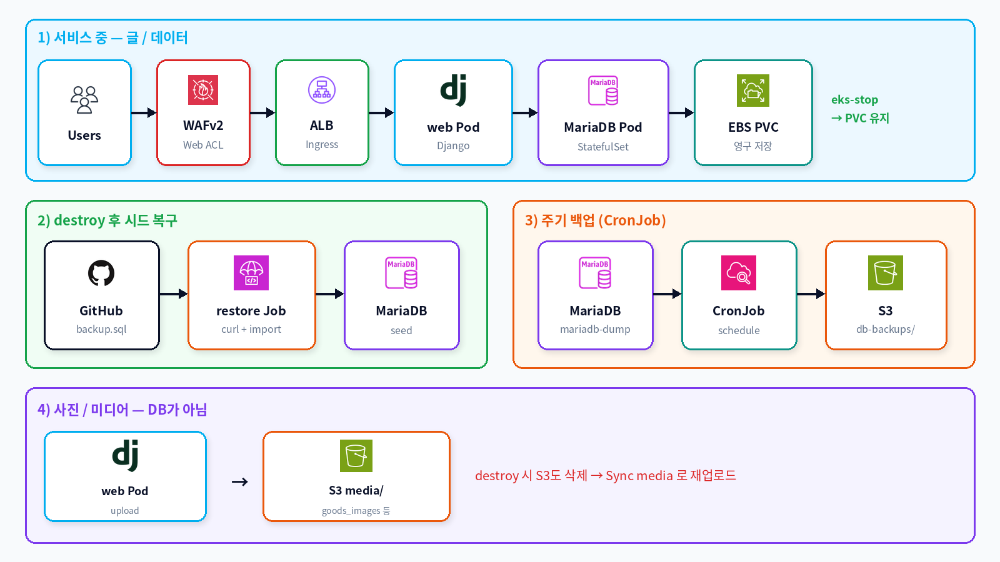 1) 서비스 중 — 글 / 데이터
Users
WAFv2
Web ACL
ALB
Ingress
web Pod
Django
MariaDB
MariaDB Pod
StatefulSet
EBS PVC
영구 저장
eks-stop
→ PVC 유지
2) destroy 후 시드 복구
GitHub
backup.sql
restore Job
curl + import
MariaDB
MariaDB
seed
3) 주기 백업 (CronJob)
MariaDB
MariaDB
mariadb-dump
CronJob
schedule
S3
db-backups/
4) 사진 / 미디어 — DB가 아님
dj
web Pod
upload
→
S3 media/
goods_images 등
destroy 시 S3도 삭제 → Sync media 로 재업로드